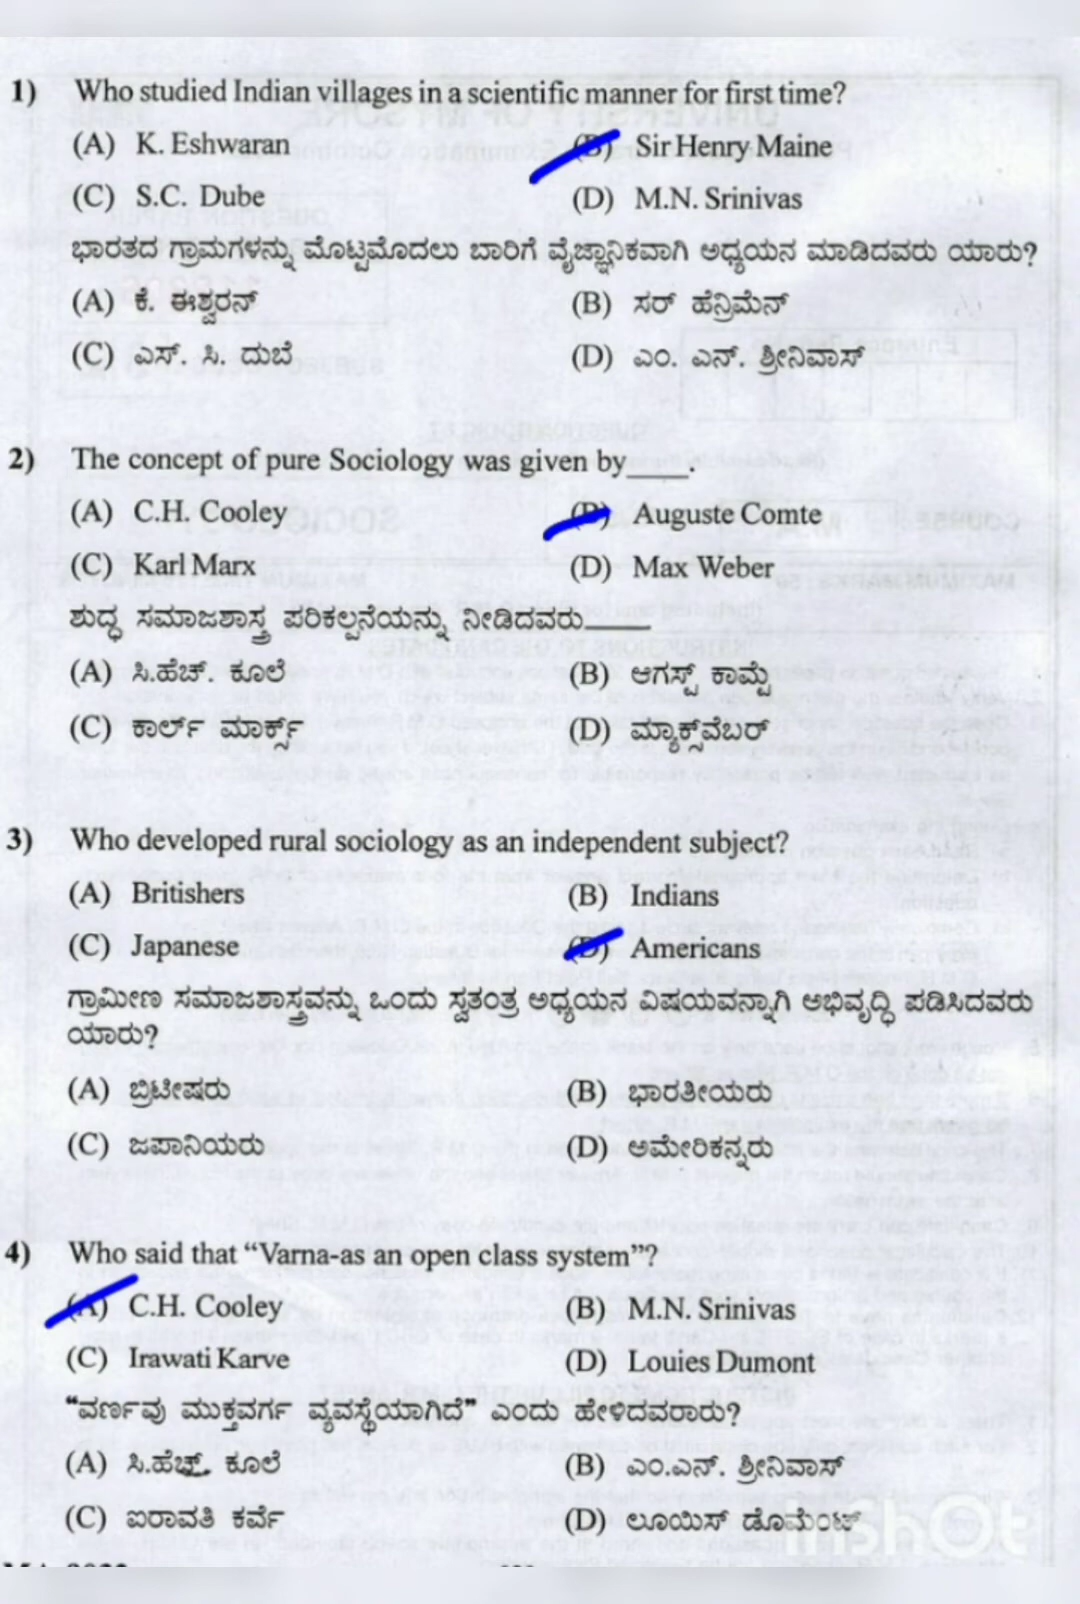 1) Who studied Indian villages in a scientific manner for first time?
(A) K. Eshwaran (B) Sir Henry Maine
(C) S.C. Dube (D) M.N. Srinivas
ಭಾರತದ ಗ್ರಾಮಗಳನ್ನು ಮೊಟ್ಟಮೊದಲು ಬಾರಿಗೆ ವೈಜ್ಞಾನಿಕವಾಗಿ ಅಧ್ಯಯನ ಮಾಡಿದವರು ಯಾರು?
(A) ಕೆ. ಈಶ್ವರನ್ (B) ಸರ್ ಹೆನ್ರಿಮೆನ್
(C) ಎಸ್. ಸಿ. ದುಬೆ (D) ಎಂ. ಎನ್. ಶ್ರೀನಿವಾಸ್
2) The concept of pure Sociology was given by____.
(A) C.H. Cooley (B) Auguste Comte
(C) Karl Marx (D) Max Weber
ಶುದ್ಧ ಸಮಾಜಶಾಸ್ತ್ರ ಪರಿಕಲ್ಪನೆಯನ್ನು ನೀಡಿದವರು____
(A) ಸಿ.ಹೆಚ್. ಕೂಲೆ (B) ಆಗಸ್ಟ್ ಕಾಮ್ಟೆ
(C) ಕಾರ್ಲ್ ಮಾರ್ಕ್ಸ್ (D) ಮ್ಯಾಕ್ಸ್‌ವೆಬರ್
3) Who developed rural sociology as an independent subject?
(A) Britishers (B) Indians
(C) Japanese (D) Americans
ಗ್ರಾಮೀಣ ಸಮಾಜಶಾಸ್ತ್ರವನ್ನು ಒಂದು ಸ್ವತಂತ್ರ ಅಧ್ಯಯನ ವಿಷಯವನ್ನಾಗಿ ಅಭಿವೃದ್ಧಿ ಪಡಿಸಿದವರು
ಯಾರು?
(A) ಬ್ರಿಟೀಷರು (B) ಭಾರತೀಯರು
(C) ಜಪಾನಿಯರು (D) ಅಮೇರಿಕನ್ನರು
4) Who said that “Varna-as an open class system”?
(A) C.H. Cooley (B) M.N. Srinivas
(C) Irawati Karve (D) Louies Dumont
“ವರ್ಣವು ಮುಕ್ತವರ್ಗ ವ್ಯವಸ್ಥೆಯಾಗಿದೆ” ಎಂದು ಹೇಳಿದವರಾರು?
(A) ಸಿ.ಹೆಚ್. ಕೂಲೆ (B) ಎಂ.ಎನ್. ಶ್ರೀನಿವಾಸ್
(C) ಐರಾವತಿ ಕರ್ವೆ (D) ಲೂಯಿಸ್ ಡೊಮೆಂಟ್
InShOt